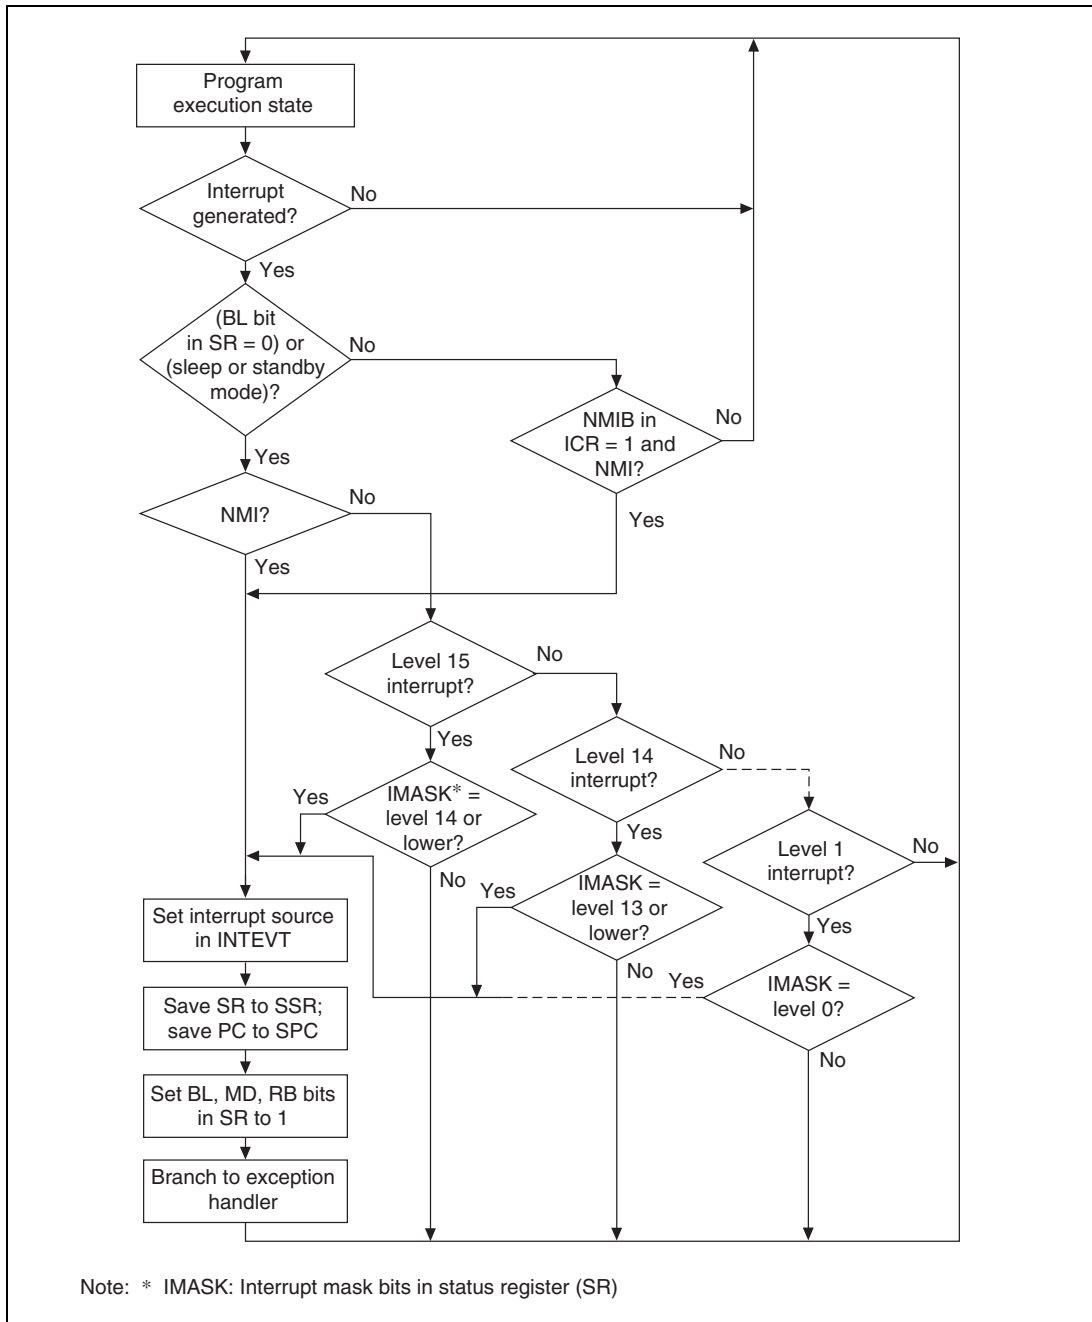 Program
execution state
Interrupt
generated?
No
Yes
(BL bit
in SR = 0) or
(sleep or standby
mode)?
No
Yes
NMIB in
ICR = 1 and
NMI?
No
Yes
NMI?
No
Yes
Level 15
interrupt?
No
Yes
Level 14
interrupt?
No
Yes
IMASK* =
level 14 or
lower?
Yes
No
Level 1
interrupt?
No
Yes
IMASK =
level 13 or
lower?
Yes
No
IMASK =
level 0?
Yes
No
Set interrupt source
in INTEVT
Save SR to SSR;
save PC to SPC
Set BL, MD, RB bits
in SR to 1
Branch to exception
handler
Note: * IMASK: Interrupt mask bits in status register (SR)